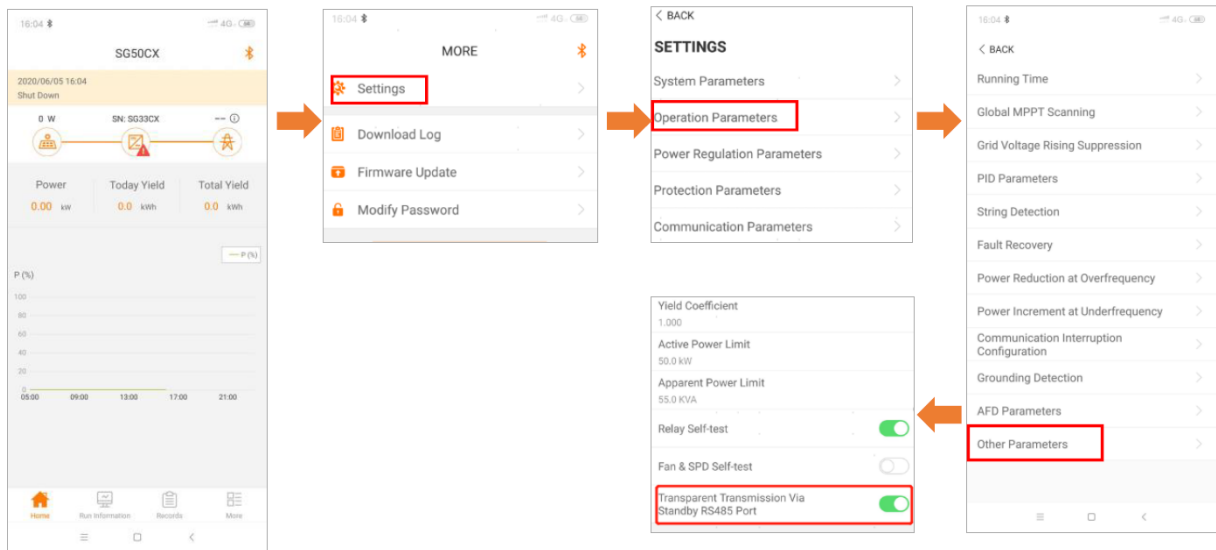 16:04
4G
SG50CX
2020/06/05 16:04
Shut Down
0 W
SN: SG33CX
--
Power
Today Yield
Total Yield
0.00 kW
0.0 kWh
0.0 kWh
P (%)
P (%)
100
80
60
40
20
0
05:00
09:00
13:00
17:00
21:00
Home
Run Information
Records
More
16:04
4G
MORE
Settings
Download Log
Firmware Update
Modify Password
BACK
SETTINGS
System Parameters
Operation Parameters
Power Regulation Parameters
Protection Parameters
Communication Parameters
16:04
4G
BACK
Running Time
Global MPPT Scanning
Grid Voltage Rising Suppression
PID Parameters
String Detection
Fault Recovery
Power Reduction at Overfrequency
Power Increment at Underfrequency
Communication Interruption
Configuration
Grounding Detection
AFD Parameters
Other Parameters
Yield Coefficient
1.000
Active Power Limit
50.0 kW
Apparent Power Limit
55.0 KVA
Relay Self-test
Fan & SPD Self-test
Transparent Transmission Via
Standby RS485 Port